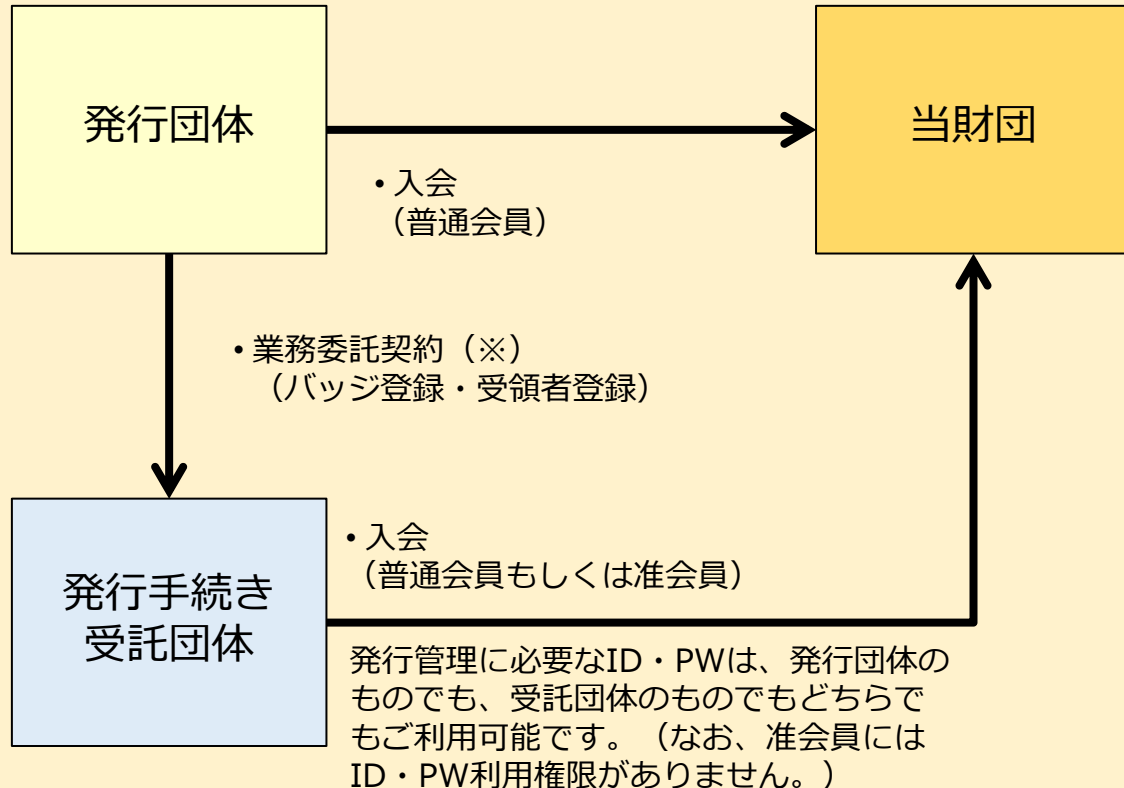 発行団体
当財団
• 入会
（普通会員）
• 業務委託契約（※）
（バッジ登録・受領者登録）
発行手続き
受託団体
• 入会
（普通会員もしくは准会員）
発行管理に必要なID・PWは、発行団体の
ものでも、受託団体のものでもどちらで
もご利用可能です。（なお、准会員には
ID・PW利用権限がありません。）